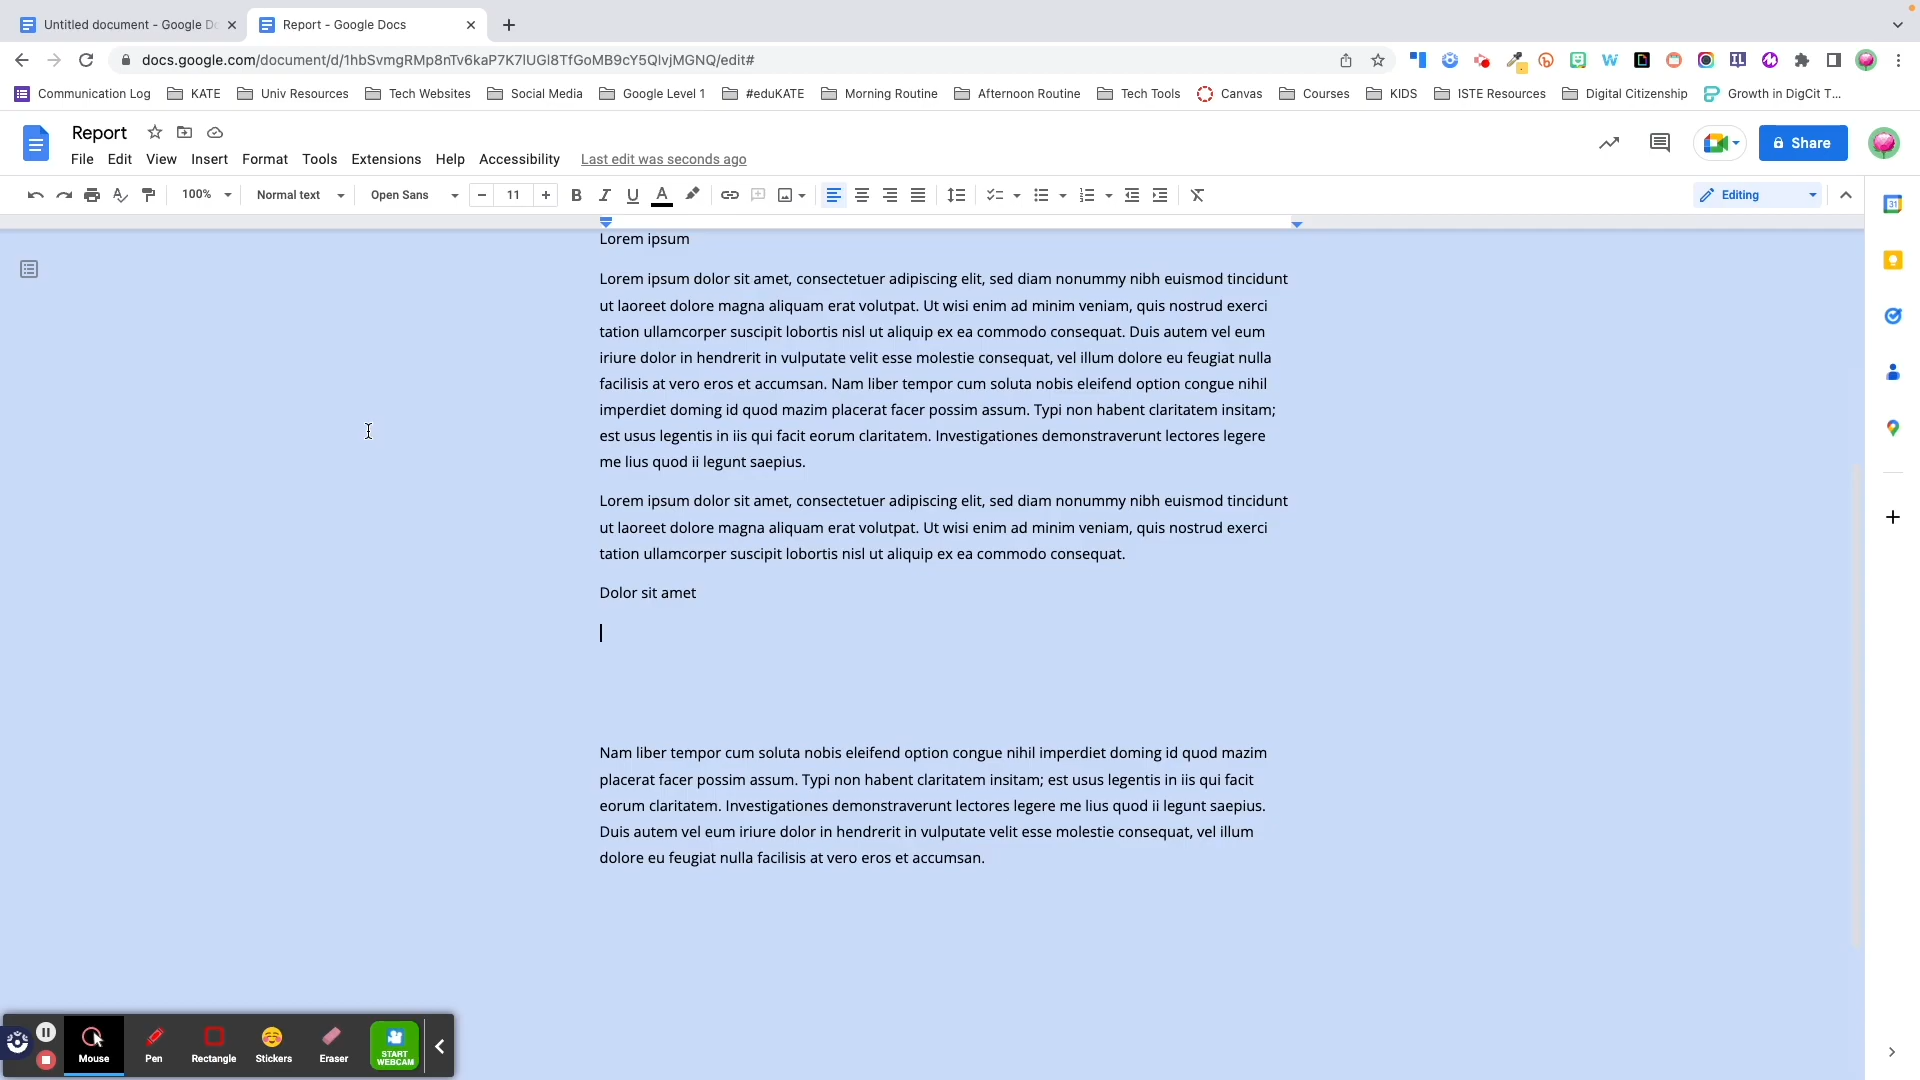 Untitled document - Google Do
Report - Google Docs
docs.google.com/document/d/1hbSvmgRMp8nTv6kaP7K7lUGl8TfGoMB9cY5QlvjMGNQ/edit#
Communication Log KATE Univ Resources Tech Websites Social Media Google Level 1 #eduKATE Morning Routine Afternoon Routine Tech Tools Canvas Courses KIDS ISTE Resources Digital Citizenship Growth in DigCit T...
Report
File Edit View Insert Format Tools Extensions Help Accessibility Last edit was seconds ago
Share
100% Normal text Open Sans 11 Editing
Lorem ipsum
Lorem ipsum dolor sit amet, consectetuer adipiscing elit, sed diam nonummy nibh euismod tincidunt
ut laoreet dolore magna aliquam erat volutpat. Ut wisi enim ad minim veniam, quis nostrud exerci
tation ullamcorper suscipit lobortis nisl ut aliquip ex ea commodo consequat. Duis autem vel eum
iriure dolor in hendrerit in vulputate velit esse molestie consequat, vel illum dolore eu feugiat nulla
facilisis at vero eros et accumsan. Nam liber tempor cum soluta nobis eleifend option congue nihil
imperdiet doming id quod mazim placerat facer possim assum. Typi non habent claritatem insitam;
est usus legentis in iis qui facit eorum claritatem. Investigationes demonstraverunt lectores legere
me lius quod ii legunt saepius.
Lorem ipsum dolor sit amet, consectetuer adipiscing elit, sed diam nonummy nibh euismod tincidunt
ut laoreet dolore magna aliquam erat volutpat. Ut wisi enim ad minim veniam, quis nostrud exerci
tation ullamcorper suscipit lobortis nisl ut aliquip ex ea commodo consequat.
Dolor sit amet
Nam liber tempor cum soluta nobis eleifend option congue nihil imperdiet doming id quod mazim
placerat facer possim assum. Typi non habent claritatem insitam; est usus legentis in iis qui facit
eorum claritatem. Investigationes demonstraverunt lectores legere me lius quod ii legunt saepius.
Duis autem vel eum iriure dolor in hendrerit in vulputate velit esse molestie consequat, vel illum
dolore eu feugiat nulla facilisis at vero eros et accumsan.
Mouse Pen Rectangle Stickers Eraser
START
WEBCAM